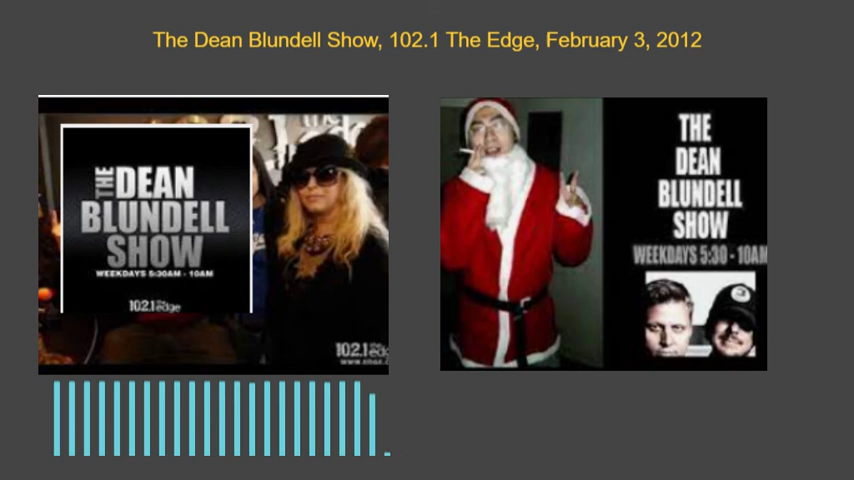 The Dean Blundell Show, 102.1 The Edge, February 3, 2012
THE DEAN
BLUNDELL
SHOW
WEEKDAYS 5:30AM - 10AM
102.1 the edge
the edge
102.1 edge
THE
DEAN
BLUNDELL
SHOW
WEEKDAYS 5:30 - 10AM